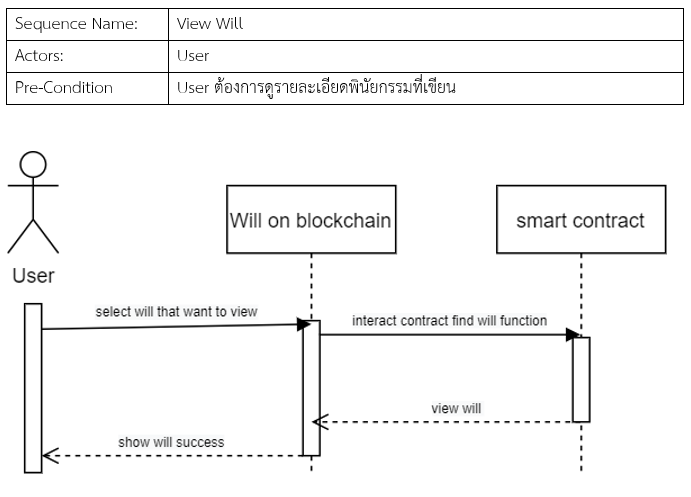 Sequence Name: View Will
Actors: User
Pre-Condition User ต้องการดูรายละเอียดพินัยกรรมที่เขียน
Will on blockchain
smart contract
User
select will that want to view
interact contract find will function
view will
show will success